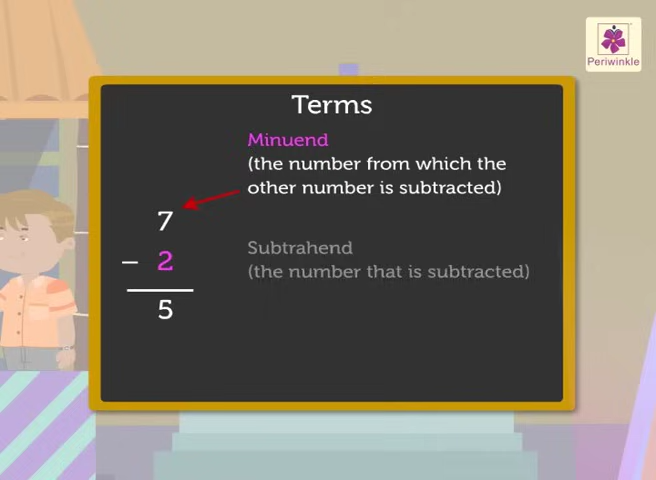 Periwinkle
Terms
Minuend
(the number from which the
other number is subtracted)
7
− 2
5
Subtrahend
(the number that is subtracted)